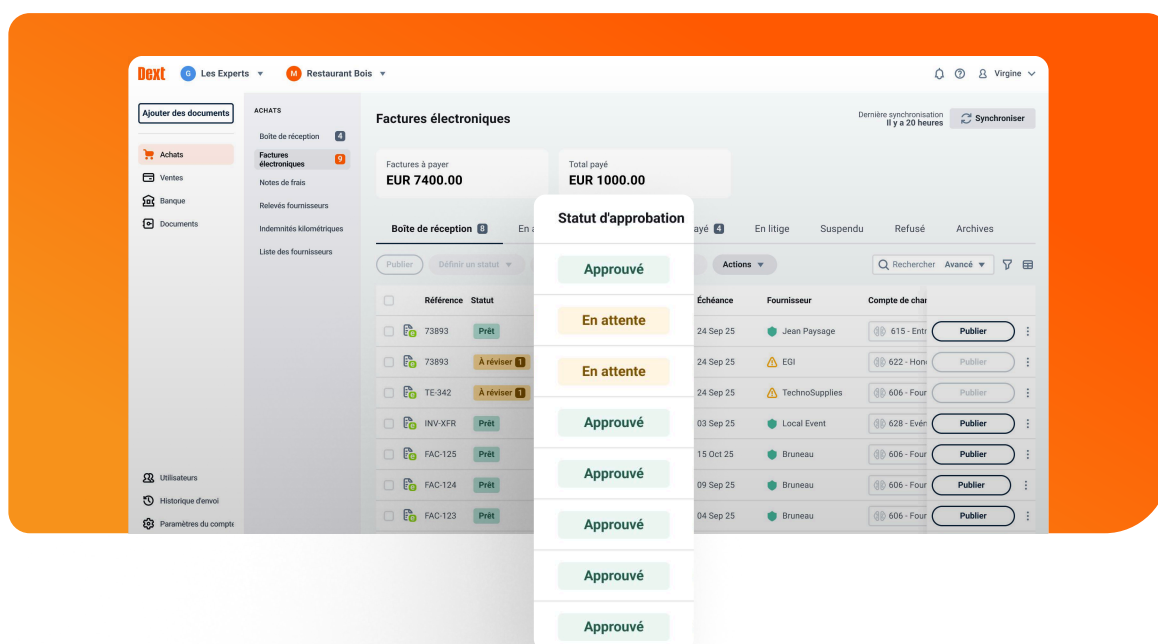 Dext
G Les Experts
M Restaurant Bois
Virgine
Ajouter des documents
Achats
Ventes
Banque
Documents
Utilisateurs
Historique d'envoi
Paramètres du compte
ACHATS
Boîte de réception 4
Factures électroniques 9
Notes de frais
Relevés fournisseurs
Indemnités kilométriques
Liste des fournisseurs
Factures électroniques
Dernière synchronisation
Il y a 20 heures
Synchroniser
Factures à payer
EUR 7400.00
Total payé
EUR 1000.00
Boîte de réception 8
En a
ayé 4
En litige
Suspendu
Refusé
Archives
Publier
Définir un statut
Actions
Rechercher
Avancé
Référence Statut Échéance Fournisseur Compte de char
73893 Prêt 24 Sep 25 Jean Paysage 615 - Entr Publier
73893 À réviser 1 24 Sep 25 EGI 622 - Hono Publier
TE-342 À réviser 1 24 Sep 25 TechnoSupplies 606 - Four Publier
INV-XFR Prêt 03 Sep 25 Local Event 628 - Evén Publier
FAC-125 Prêt 15 Oct 25 Bruneau 606 - Four Publier
FAC-124 Prêt 09 Sep 25 Bruneau 606 - Four Publier
FAC-123 Prêt 04 Sep 25 Bruneau 606 - Four Publier
Statut d'approbation
Approuvé
En attente
En attente
Approuvé
Approuvé
Approuvé
Approuvé
Approuvé